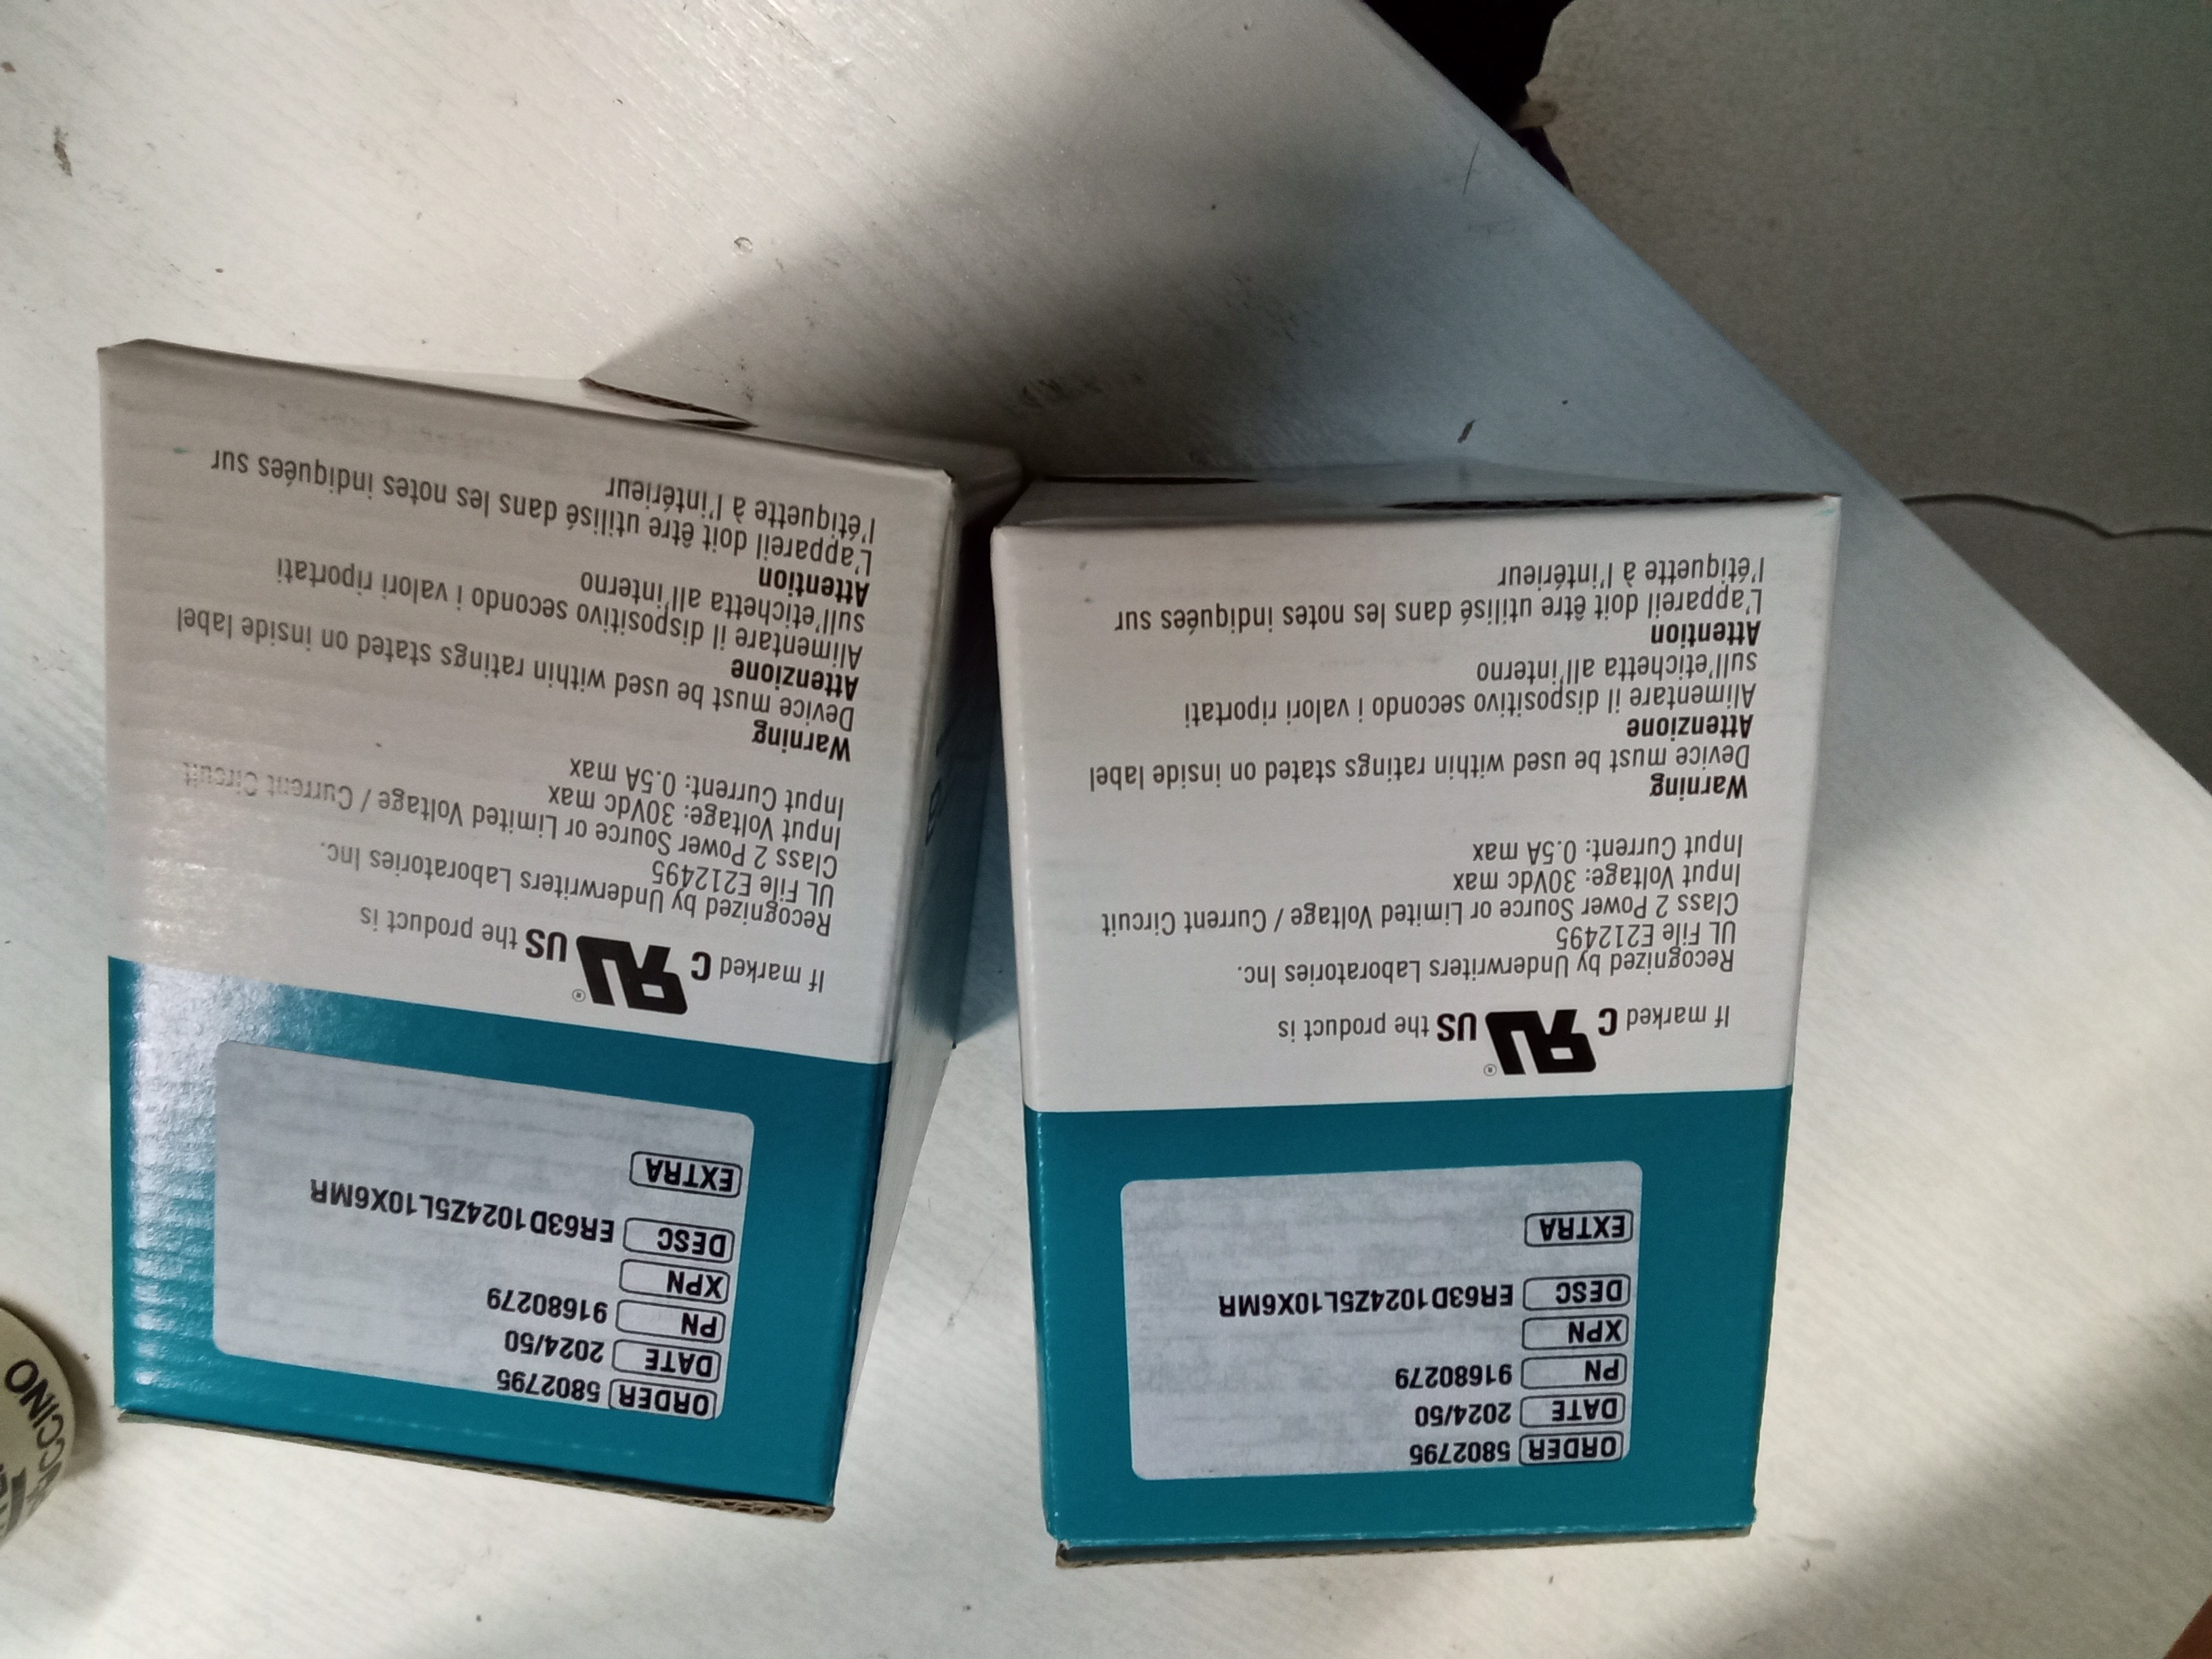 ORDER 5802795
DATE 2024/50
PN 91680279
XPN
DESC ER63D1024Z5L10X6MR
EXTRA
If marked C RU US the product is
®
Recognized by Underwriters Laboratories Inc.
UL File E212495
Class 2 Power Source or Limited Voltage / Current Circuit
Input Voltage: 30Vdc max
Input Current: 0.5A max
Warning
Device must be used within ratings stated on inside label
Attenzione
Alimentare il dispositivo secondo i valori riportati
sull'etichetta all'interno
Attention
L'appareil doit être utilisé dans les notes indiquées sur
l'étiquette à l'intérieur
ORDER 5802795
DATE 2024/50
PN 91680279
XPN
DESC ER63D1024Z5L10X6MR
EXTRA
If marked C RU US the product is
®
Recognized by Underwriters Laboratories Inc.
UL File E212495
Class 2 Power Source or Limited Voltage / Current Circuit
Input Voltage: 30Vdc max
Input Current: 0.5A max
Warning
Device must be used within ratings stated on inside label
Attenzione
Alimentare il dispositivo secondo i valori riportati
sull'etichetta all'interno
Attention
L'appareil doit être utilisé dans les notes indiquées sur
l'étiquette à l'intérieur